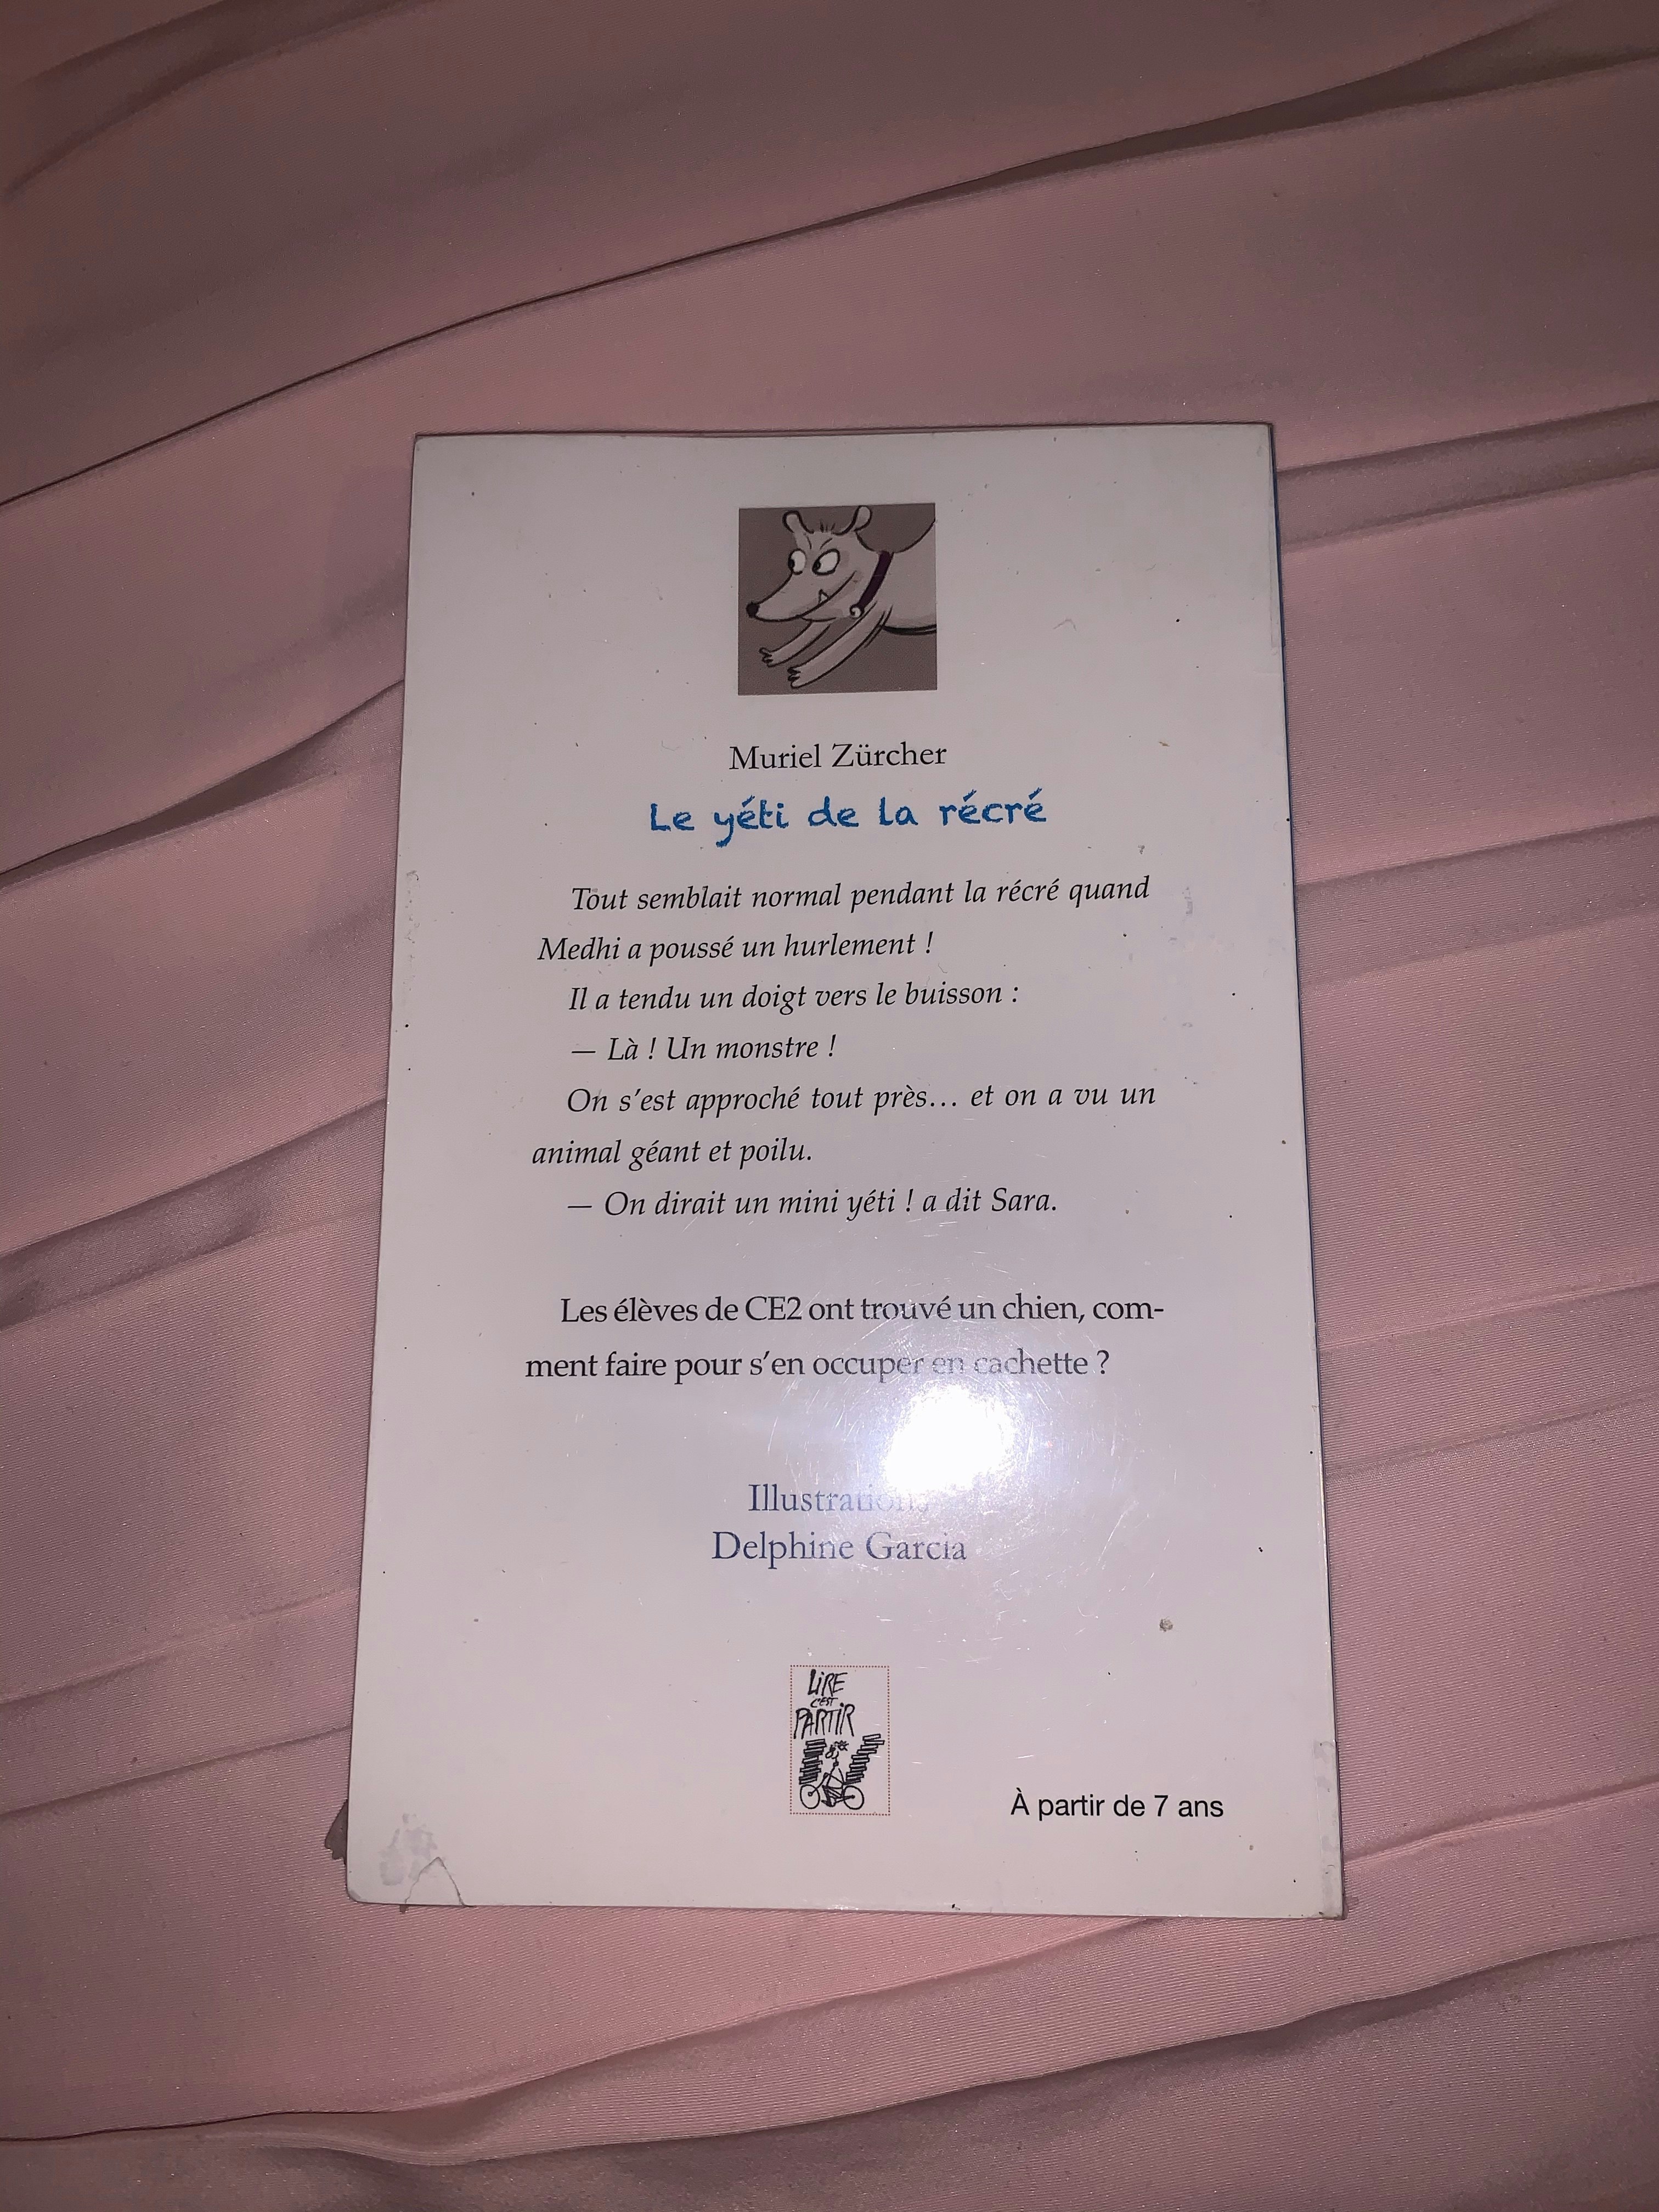 Muriel Zürcher
Le yéti de la récré
Tout semblait normal pendant la récré quand
Medhi a poussé un hurlement !
Il a tendu un doigt vers le buisson :
— Là ! Un monstre !
On s'est approché tout près… et on a vu un
animal géant et poilu.
— On dirait un mini yéti ! a dit Sara.
Les élèves de CE2 ont trouvé un chien, com-
ment faire pour s'en occuper en cachette ?
Delphine Garcia
LiRE
C'EST
PARTiR
À partir de 7 ans